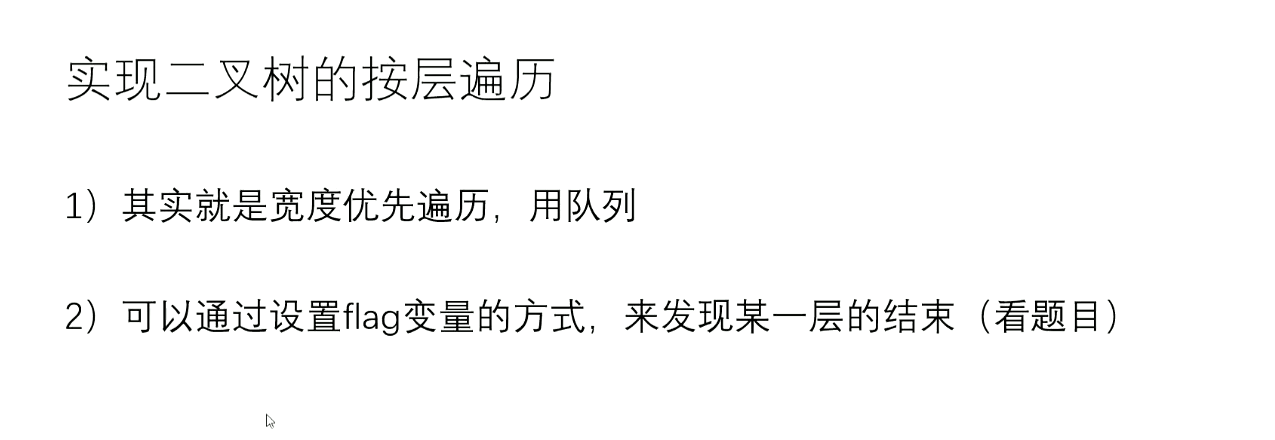 实现二叉树的按层遍历
1）其实就是宽度优先遍历，用队列
2）可以通过设置flag变量的方式，来发现某一层的结束（看题目）